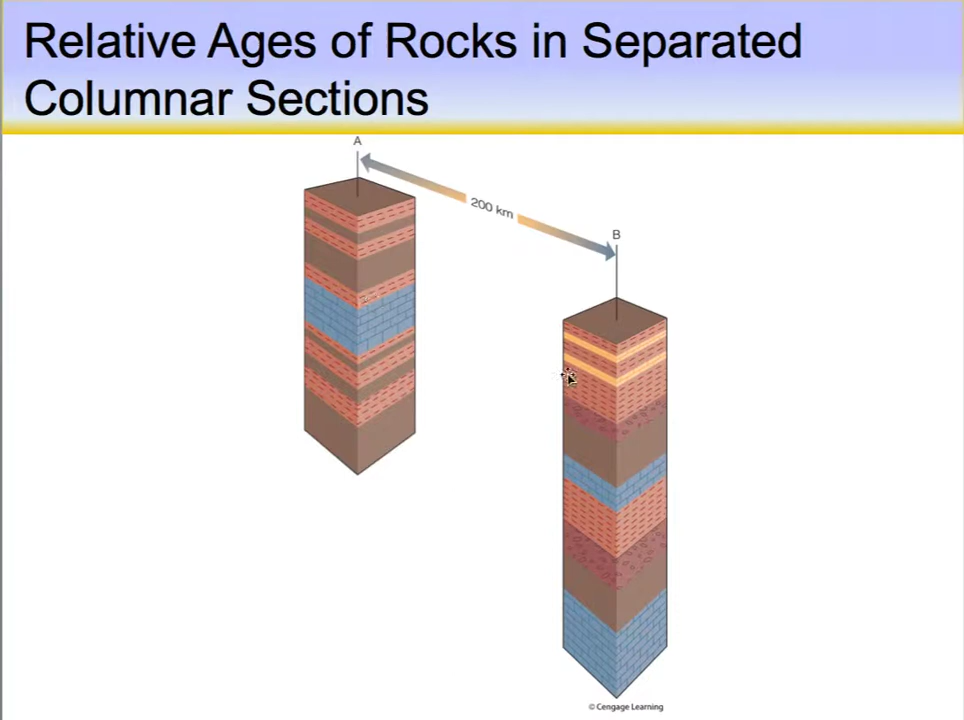 Relative Ages of Rocks in Separated
Columnar Sections
A
200 km
B
© Cengage Learning